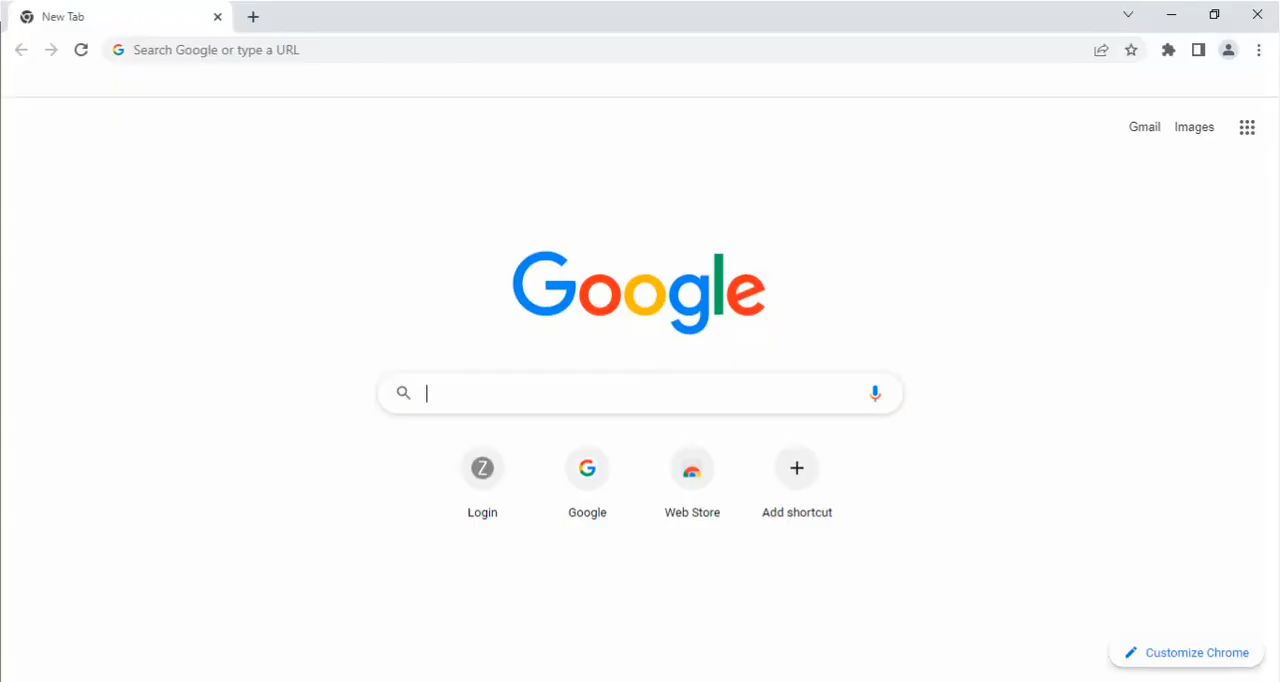 New Tab
Search Google or type a URL
Gmail Images
Google
Z
Login Google Web Store Add shortcut
Customize Chrome